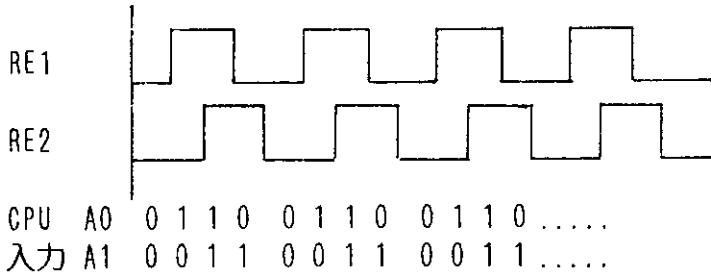 RE1
RE2
CPU A0 0 1 1 0 0 1 1 0 0 1 1 0 .....
入力 A1 0 0 1 1 0 0 1 1 0 0 1 1 .....